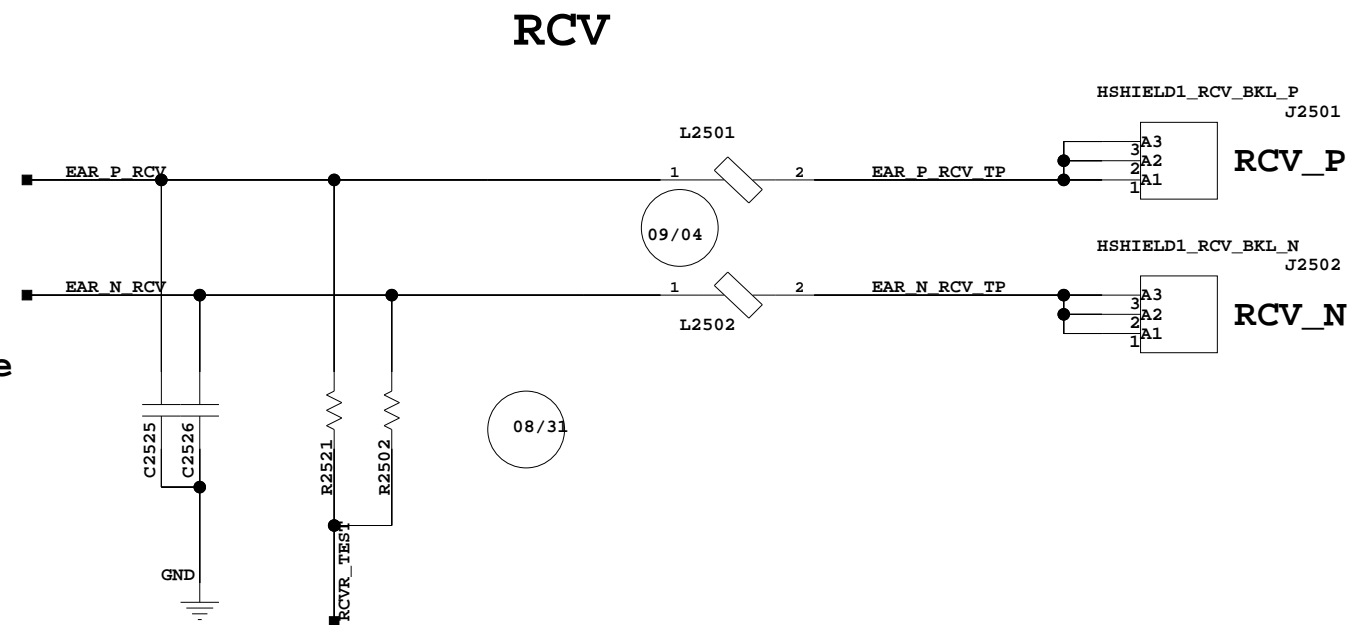 RCV
HSHIELD1_RCV_BKL_P
J2501
L2501
A3
3
A2
2
A1
1
RCV_P
EAR_P_RCV
1
2
EAR_P_RCV_TP
09/04
HSHIELD1_RCV_BKL_N
J2502
EAR_N_RCV
1
2
EAR_N_RCV_TP
A3
3
A2
2
A1
1
RCV_N
L2502
e
08/31
C2525
C2526
R2521
R2502
GND
RCVR_TEST